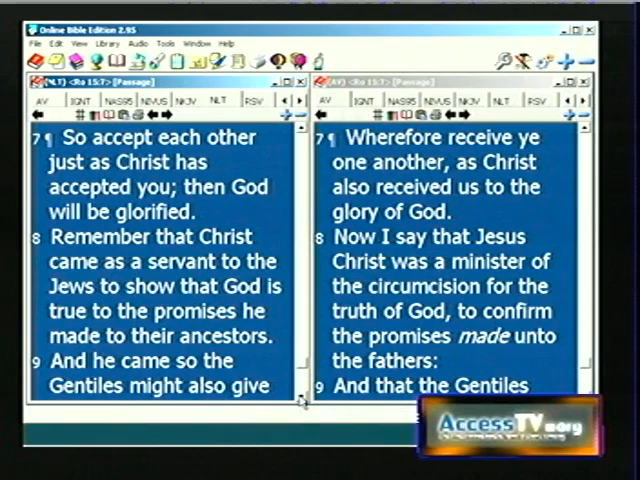 Online Bible Edition 2.95
File Edit View Library Audio Tools Window Help
(NLT) <Ro 15:7> [Passage]
AV IGNT NAS95 NIVUS NKJV NLT RSV
7 ¶ So accept each other
just as Christ has
accepted you; then God
will be glorified.
8 Remember that Christ
came as a servant to the
Jews to show that God is
true to the promises he
made to their ancestors.
9 And he came so the
Gentiles might also give
(AV) <Ro 15:7> [Passage]
AV IGNT NAS95 NIVUS NKJV NLT RSV
7 ¶ Wherefore receive ye
one another, as Christ
also received us to the
glory of God.
8 Now I say that Jesus
Christ was a minister of
the circumcision for the
truth of God, to confirm
the promises made unto
the fathers:
9 And that the Gentiles
AccessTV